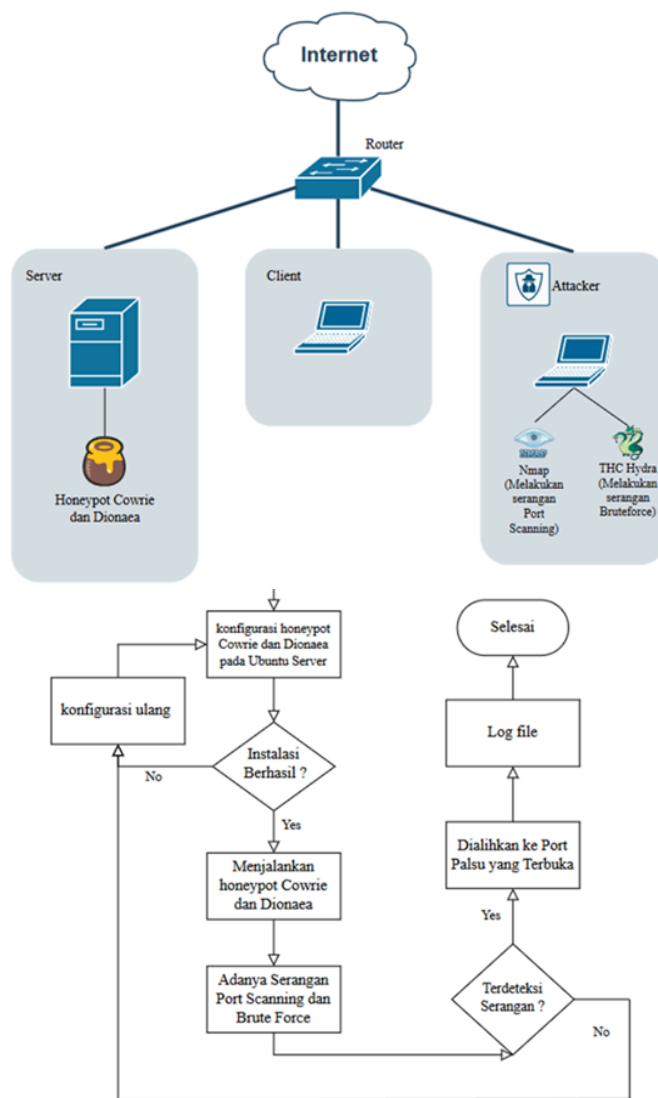 Internet
Router
Server
Honeypot Cowrie
dan Dionaea
Client
Attacker
NMAP
Nmap
(Melakukan
serangan
Port
Scanning)
THC Hydra
(Melakukan
serangan
Bruteforce)
konfigurasi honeypot
Cowrie dan Dionaea
pada Ubuntu Server
konfigurasi ulang
Instalasi
Berhasil ?
No
Yes
Menjalankan
honeypot Cowrie
dan Dionaea
Adanya Serangan
Port Scanning dan
Brute Force
Terdeteksi
Serangan ?
No
Yes
Dialihkan ke Port
Palsu yang Terbuka
Log file
Selesai